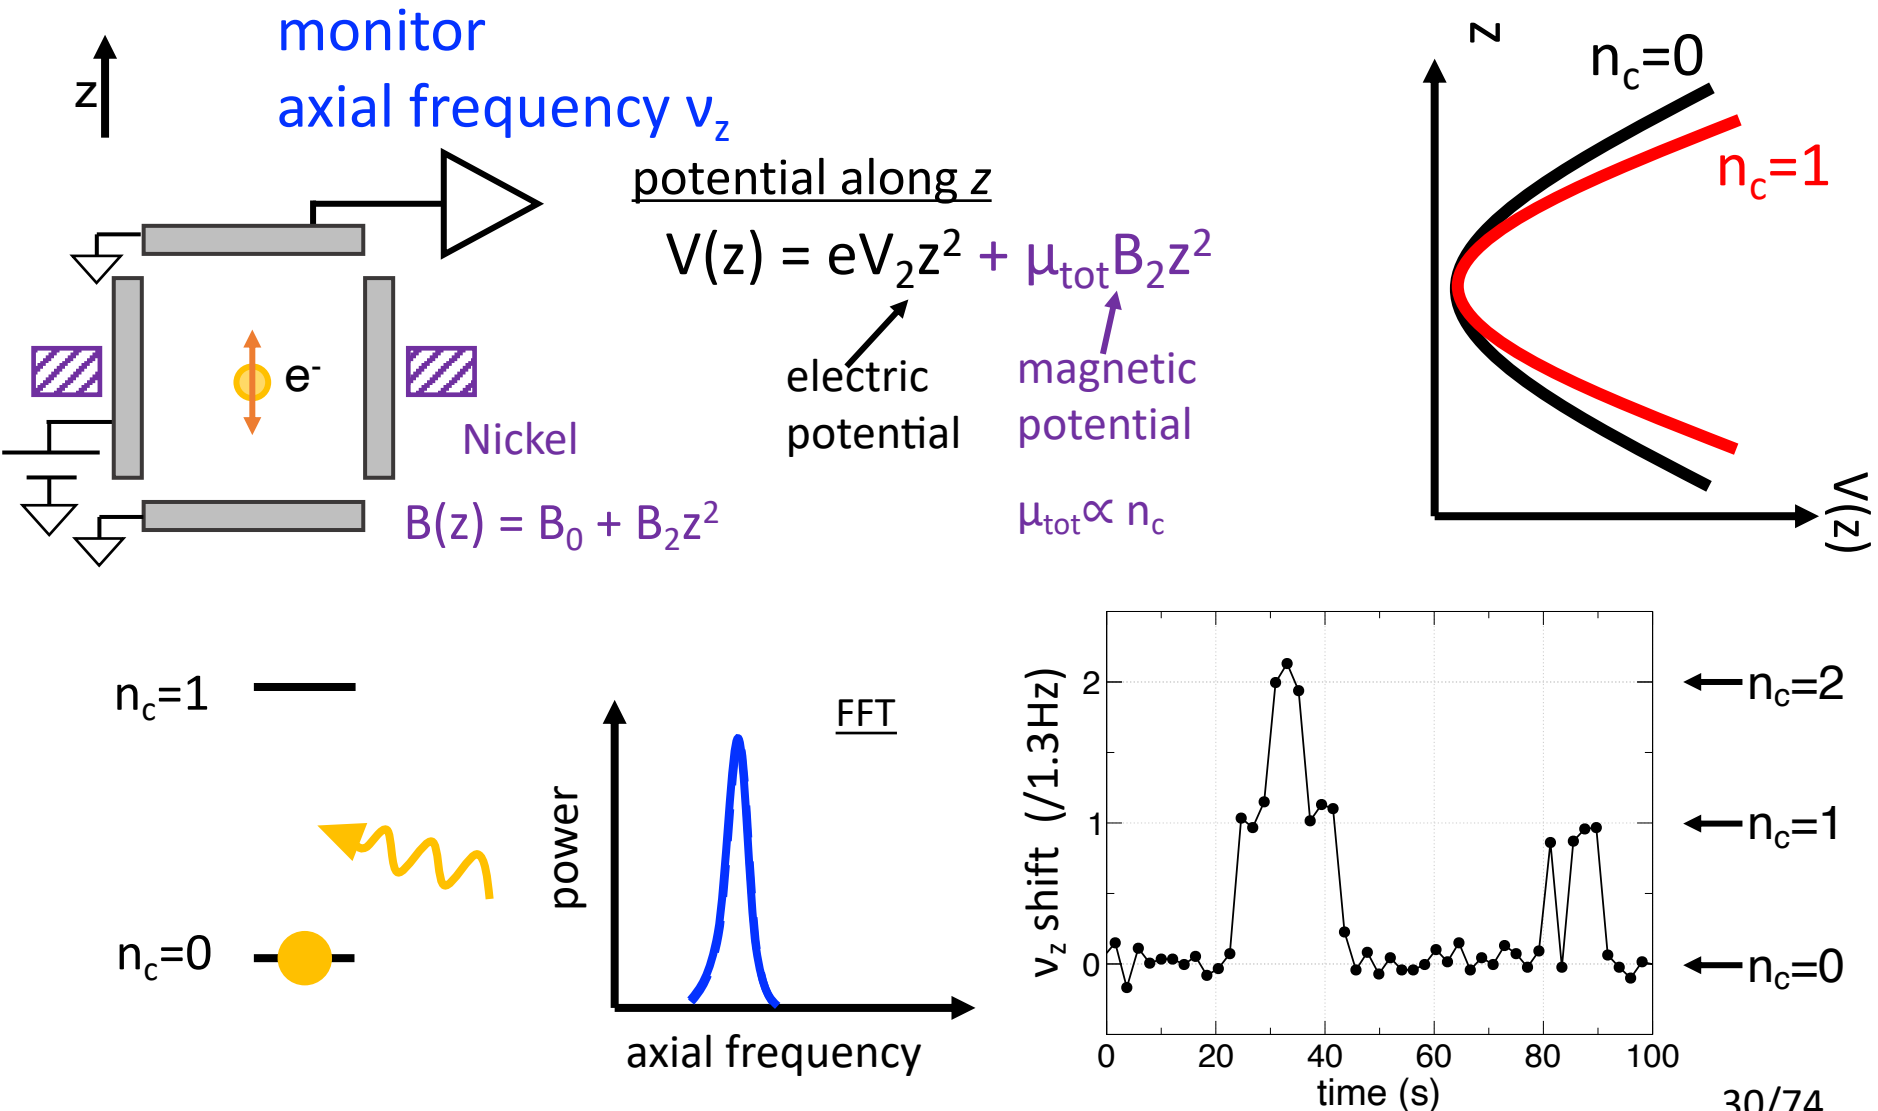 z
monitor
axial frequency νz
potential along z
V(z) = eV₂z² + μtotB₂z²
electric
potential
magnetic
potential
μtot∝ nc
e⁻
Nickel
B(z) = B₀ + B₂z²
z
nc=0
nc=1
V(z)
nc=1
nc=0
FFT
power
axial frequency
νz shift (/1.3Hz)
2
1
0
0 20 40 60 80 100
time (s)
nc=2
nc=1
nc=0
30/74